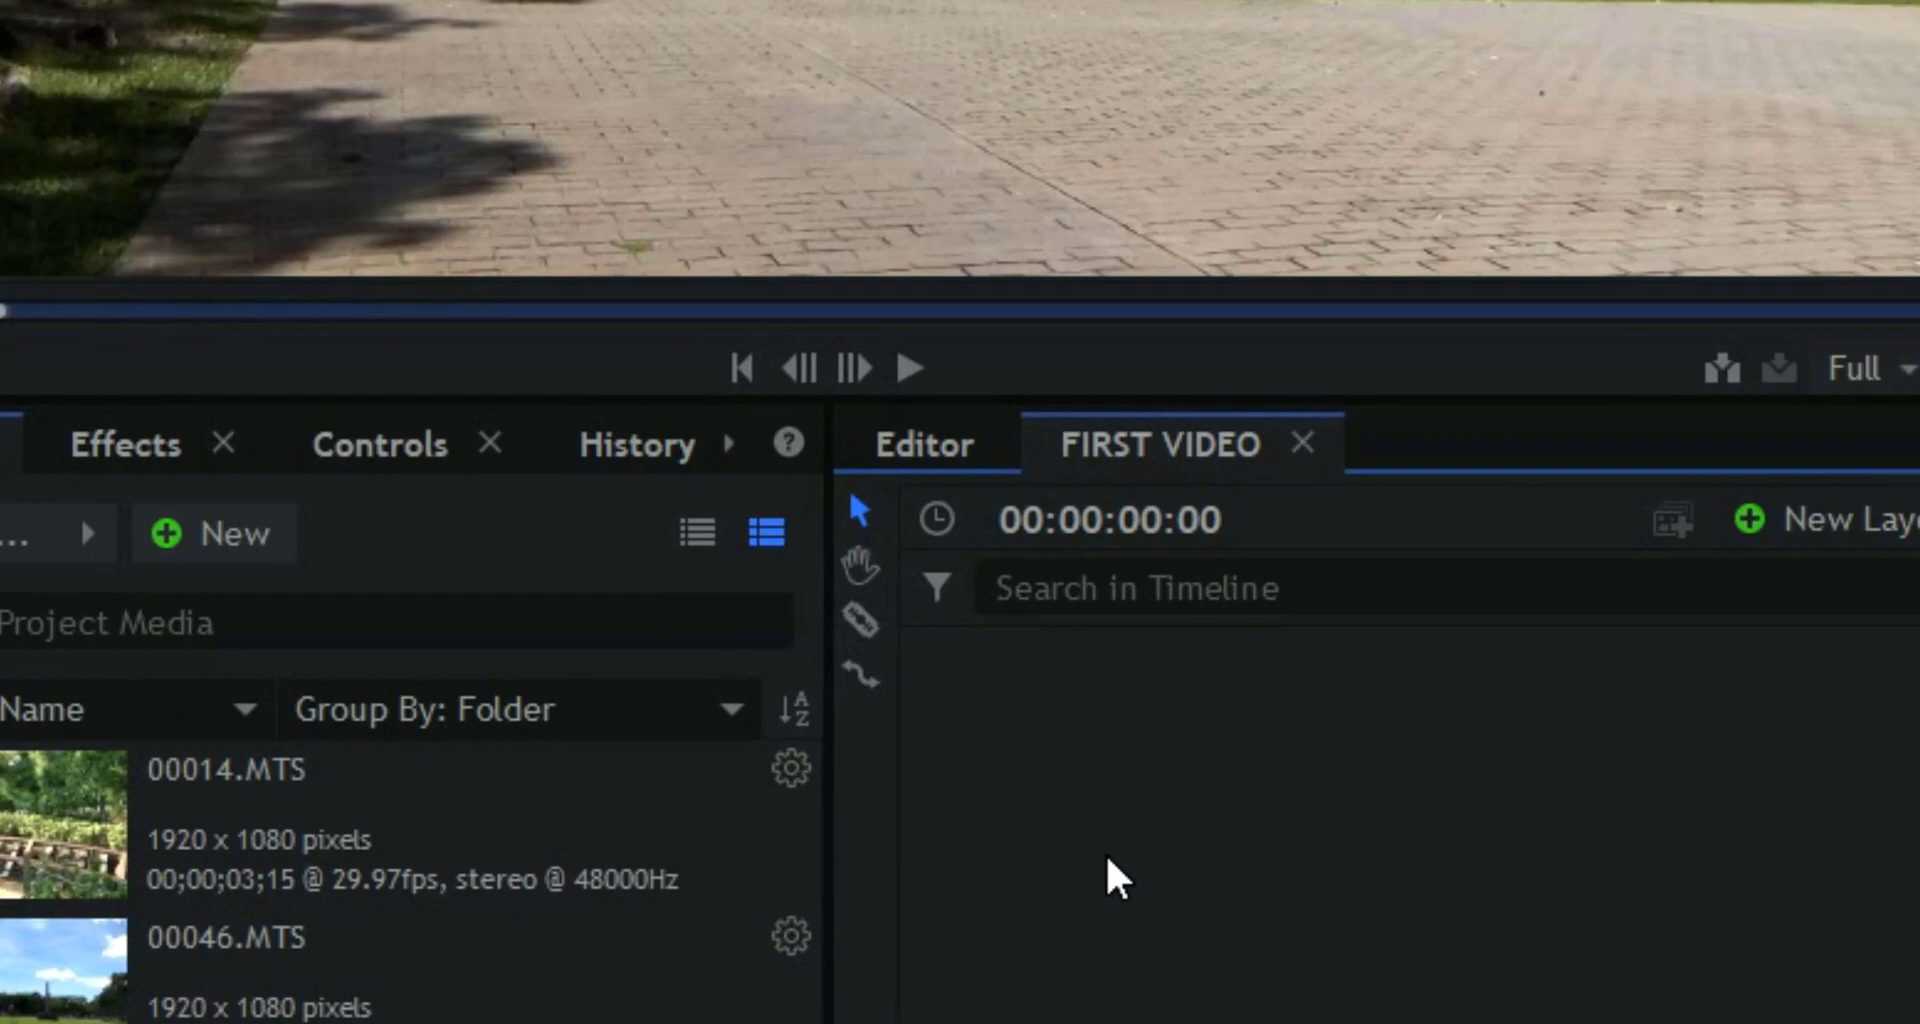 Full
Effects
Controls
History
Editor
FIRST VIDEO
...
New
00:00:00:00
Search in Timeline
Project Media
Name
Group By: Folder
00014.MTS
1920 x 1080 pixels
00;00;03;15 @ 29.97fps, stereo @ 48000Hz
00046.MTS
1920 x 1080 pixels